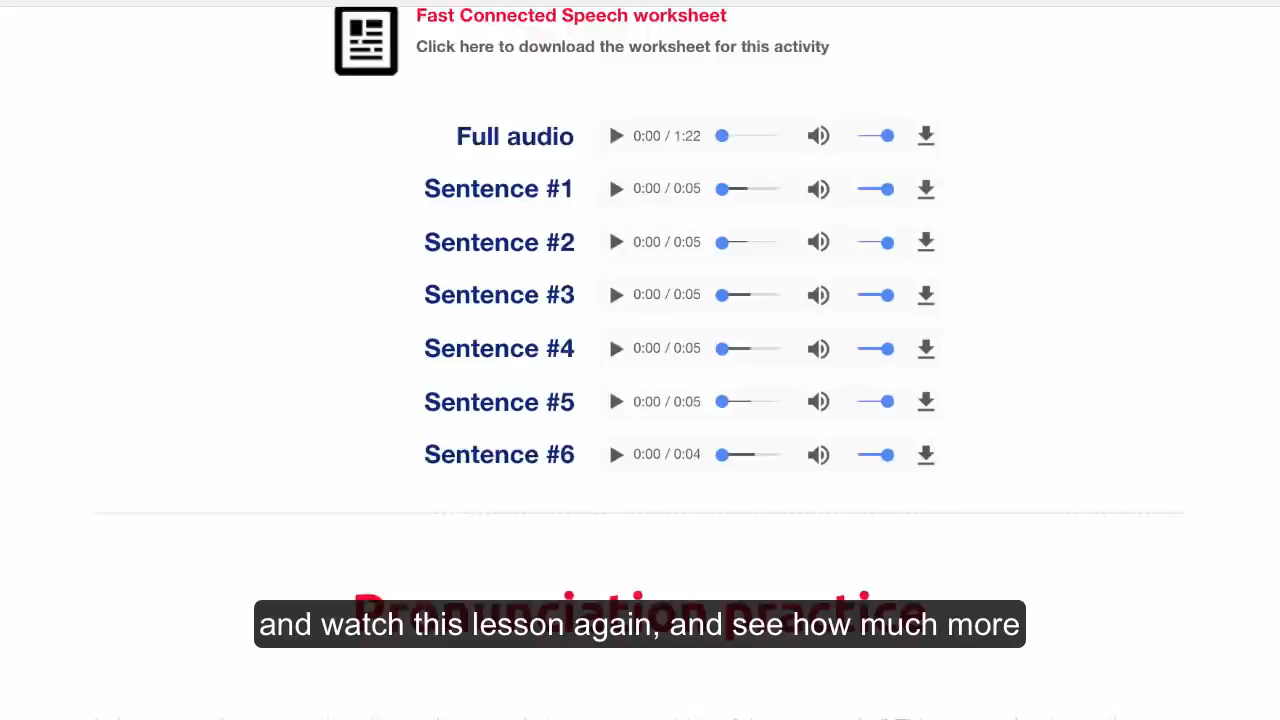 Fast Connected Speech worksheet
Click here to download the worksheet for this activity
Full audio 0:00 / 1:22
Sentence #1 0:00 / 0:05
Sentence #2 0:00 / 0:05
Sentence #3 0:00 / 0:05
Sentence #4 0:00 / 0:05
Sentence #5 0:00 / 0:05
Sentence #6 0:00 / 0:04
Pronunciation practice
and watch this lesson again, and see how much more